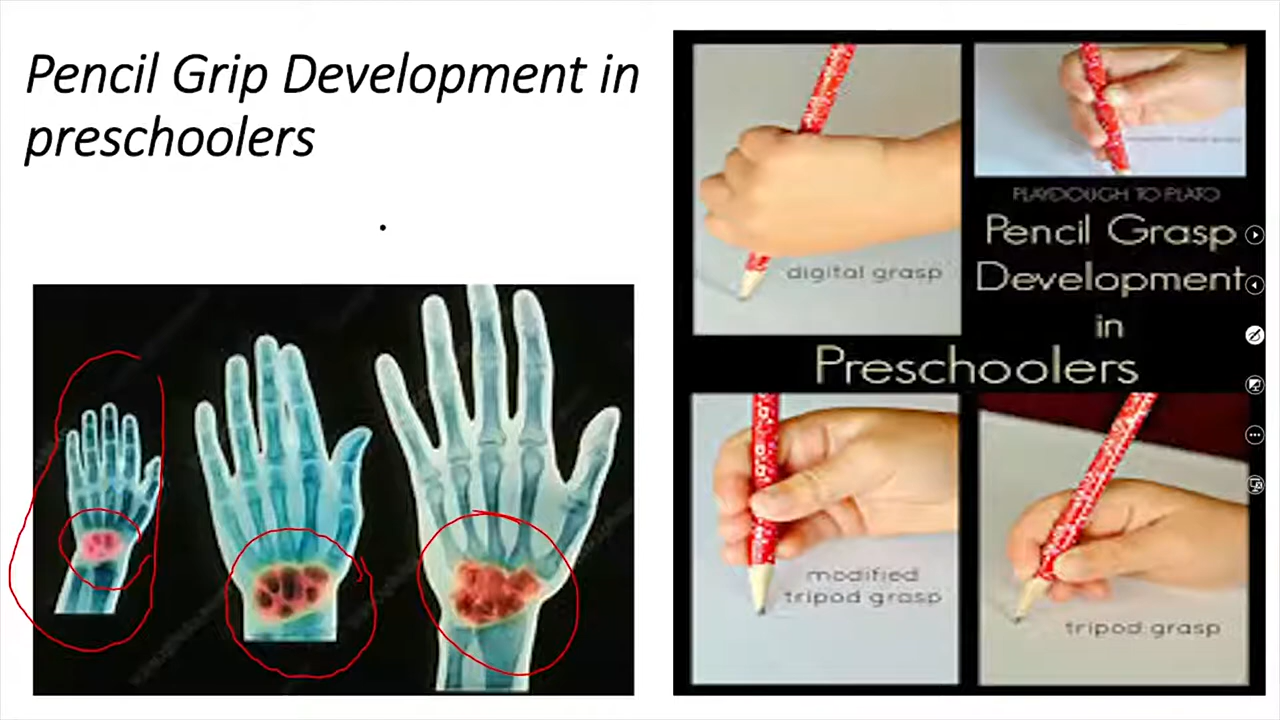 Pencil Grip Development in
preschoolers
PLAYDOUGH TO PLATO
Pencil Grasp
Development
in
Preschoolers
digital grasp
modified
tripod grasp
tripod grasp